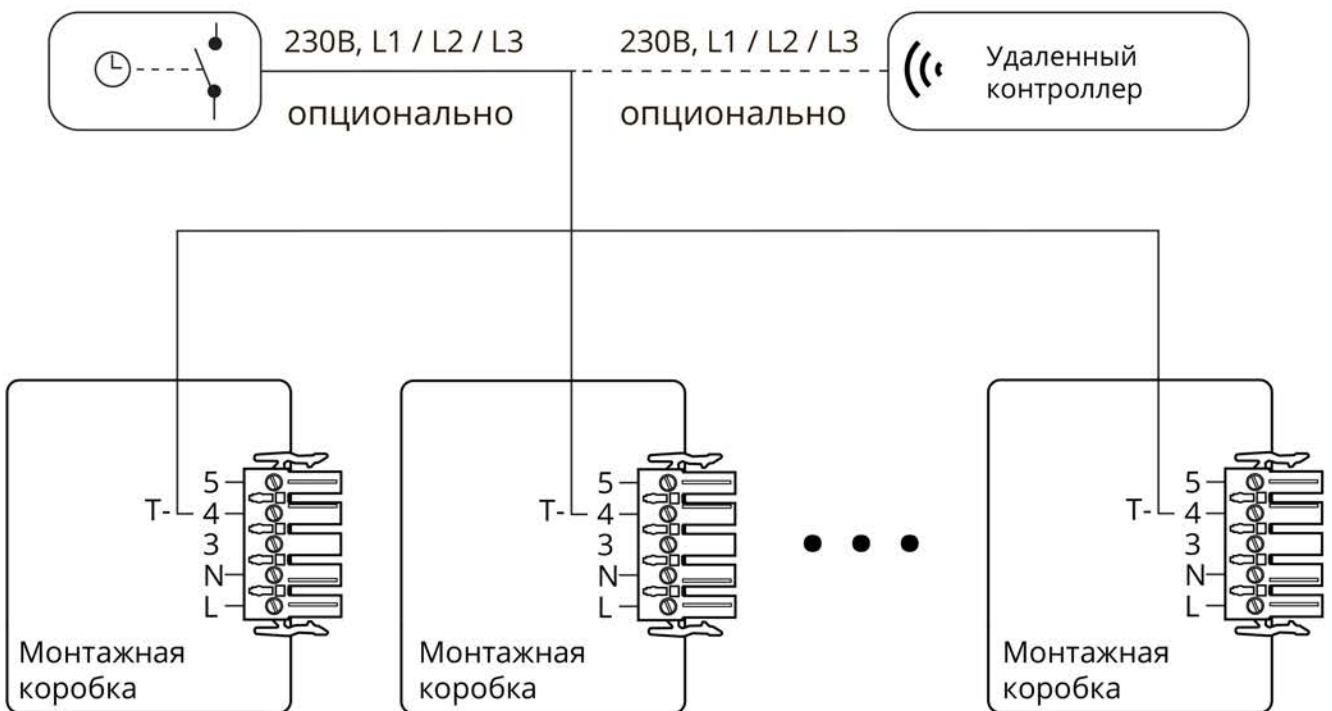 230В, L1 / L2 / L3
опционально
230В, L1 / L2 / L3
опционально
Удаленный
контроллер
5
T- 4
3
N
L
Монтажная
коробка
5
T- 4
3
N
L
Монтажная
коробка
5
T- 4
3
N
L
Монтажная
коробка